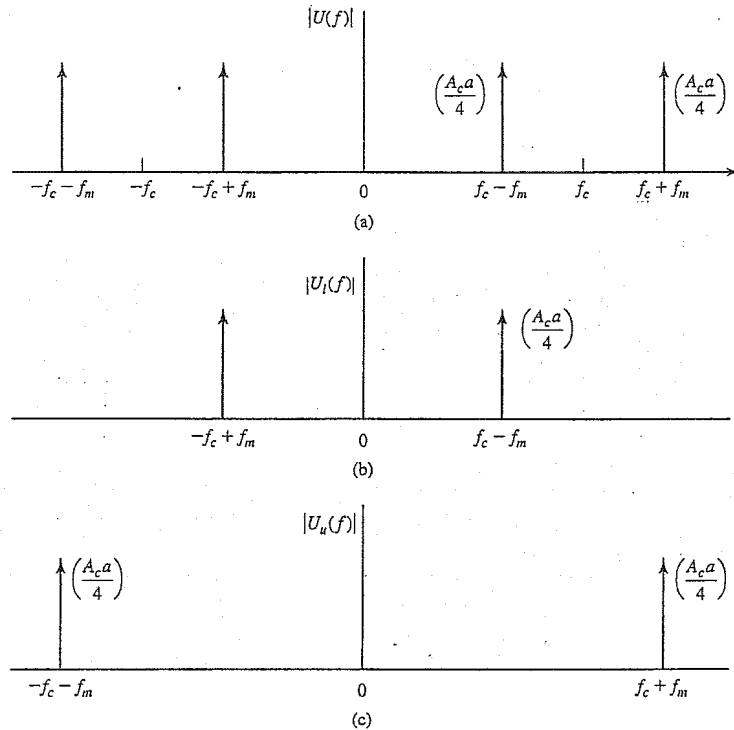 |U(f)|
(A_c a / 4) (A_c a / 4)
−f_c − f_m −f_c −f_c + f_m 0 f_c − f_m f_c f_c + f_m
(a)
|U_l(f)|
(A_c a / 4)
−f_c + f_m 0 f_c − f_m
(b)
|U_u(f)|
(A_c a / 4) (A_c a / 4)
−f_c − f_m 0 f_c + f_m
(c)